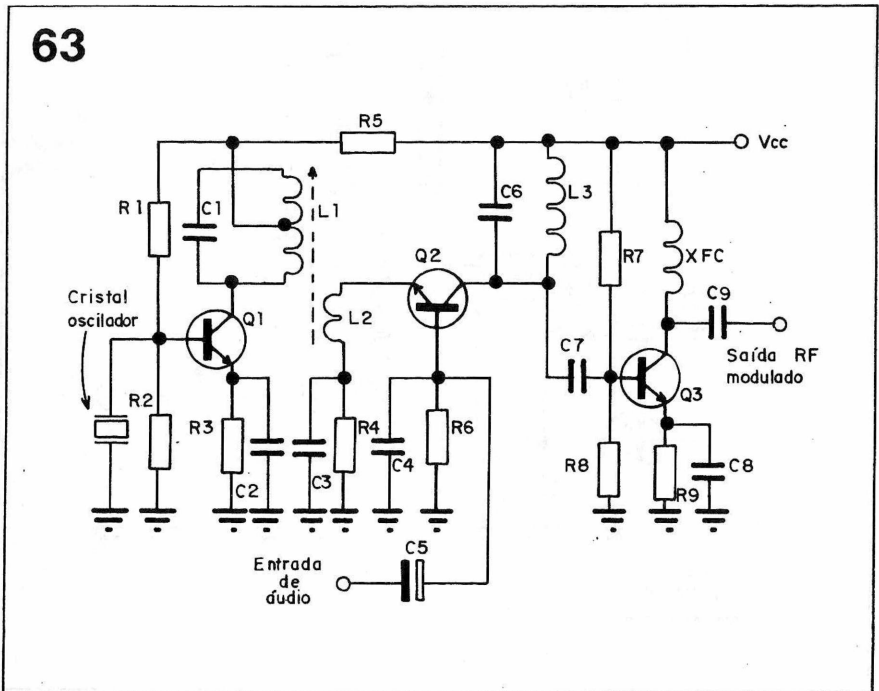 63
R5
Vcc
R1
C1
L1
C6
L3
Q2
R7
XFC
Cristal
oscilador
Q1
L2
C9
C7
Saída RF
modulado
Q3
R2
R3
R4
C4
R6
R8
C8
C2
C3
R9
C5
Entrada
de
áudio